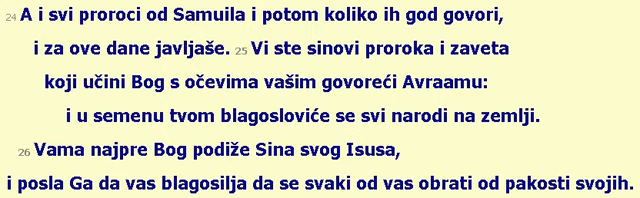 24 A i svi proroci od Samuila i potom koliko ih god govori,
i za ove dane javljaše. 25 Vi ste sinovi proroka i zaveta
koji učini Bog s očevima vašim govoreći Avraamu:
i u semenu tvom blagosloviće se svi narodi na zemlji.
26 Vama najpre Bog podiže Sina svog Isusa,
i posla Ga da vas blagosilja da se svaki od vas obrati od pakosti svojih.